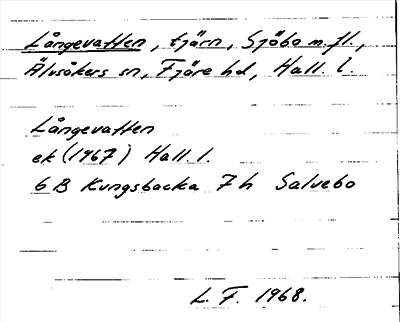 Långevatten, tjärn, Sjöbo m.fl.,
Älvsåkers sn, Fjäre hd, Hall. l.
Långevatten
ek (1967) Hall. l.
6 B Kungsbacka 7 h Salvebo
L. F. 1968.